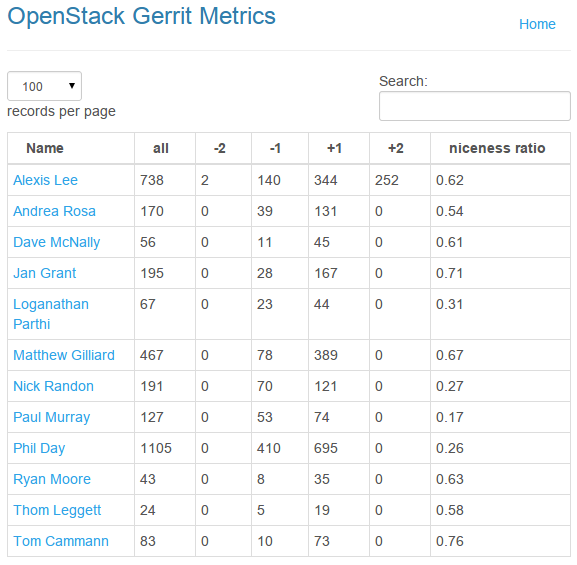 OpenStack Gerrit Metrics
Home
100
Search:
records per page
Name all -2 -1 +1 +2 niceness ratio
Alexis Lee 738 2 140 344 252 0.62
Andrea Rosa 170 0 39 131 0 0.54
Dave McNally 56 0 11 45 0 0.61
Jan Grant 195 0 28 167 0 0.71
Loganathan 67 0 23 44 0 0.31
Parthi
Matthew Gilliard 467 0 78 389 0 0.67
Nick Randon 191 0 70 121 0 0.27
Paul Murray 127 0 53 74 0 0.17
Phil Day 1105 0 410 695 0 0.26
Ryan Moore 43 0 8 35 0 0.63
Thom Leggett 24 0 5 19 0 0.58
Tom Cammann 83 0 10 73 0 0.76